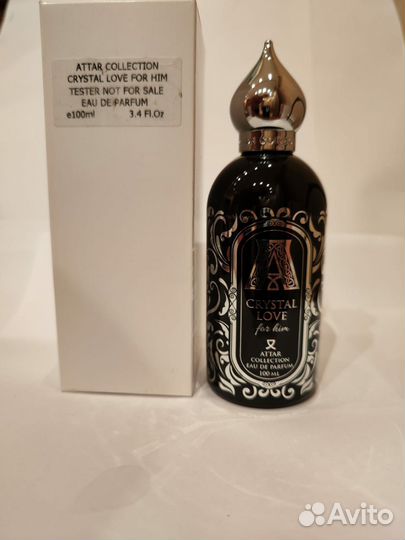 ATTAR COLLECTION
CRYSTAL LOVE FOR HIM
TESTER NOT FOR SALE
EAU DE PARFUM
e100ml 3.4 Fl.Oz
A
CRYSTAL
LOVE
for him
ATTAR
COLLECTION
EAU DE PARFUM
100 ML
Avito